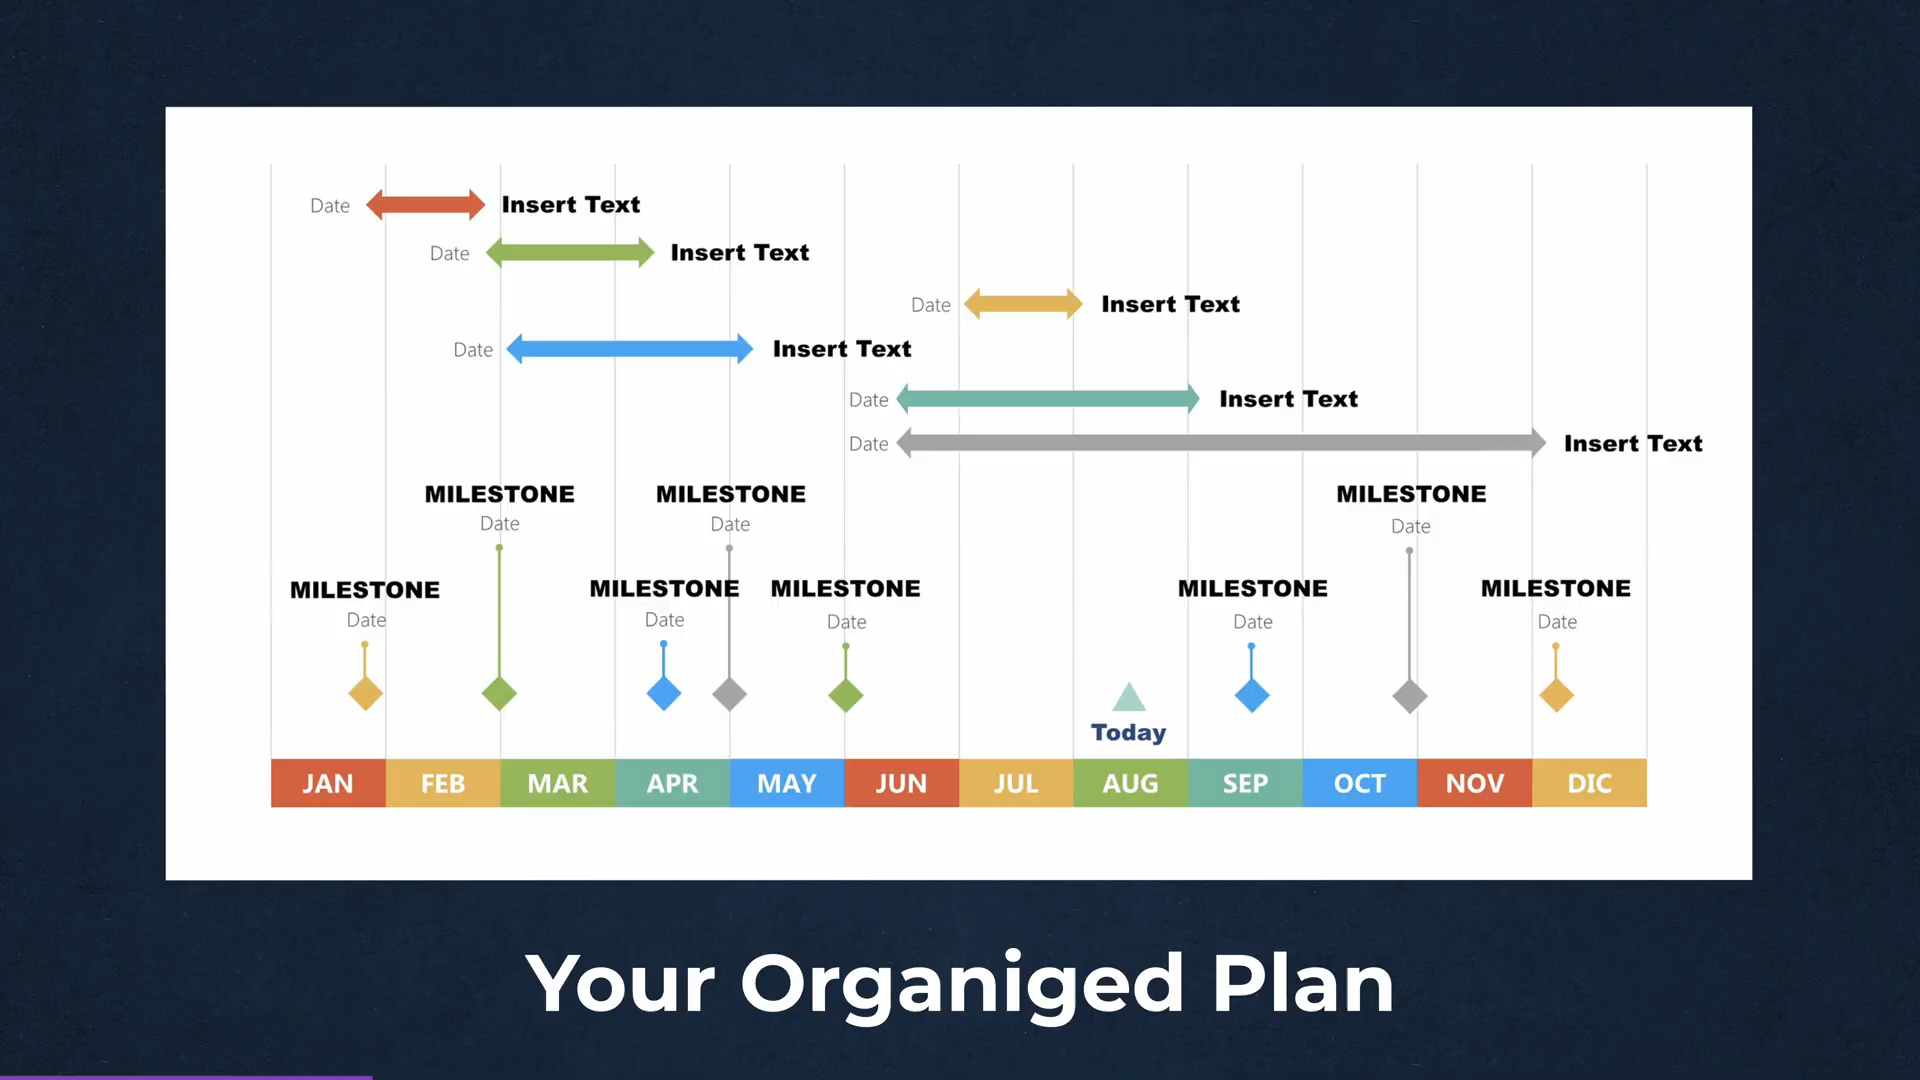 Date Insert Text
Date Insert Text
Date Insert Text
Date Insert Text
Date Insert Text
Date Insert Text
MILESTONE MILESTONE MILESTONE
Date Date Date
MILESTONE MILESTONE MILESTONE MILESTONE MILESTONE
Date Date Date Date Date
Today
JAN FEB MAR APR MAY JUN JUL AUG SEP OCT NOV DIC
Your Organiged Plan